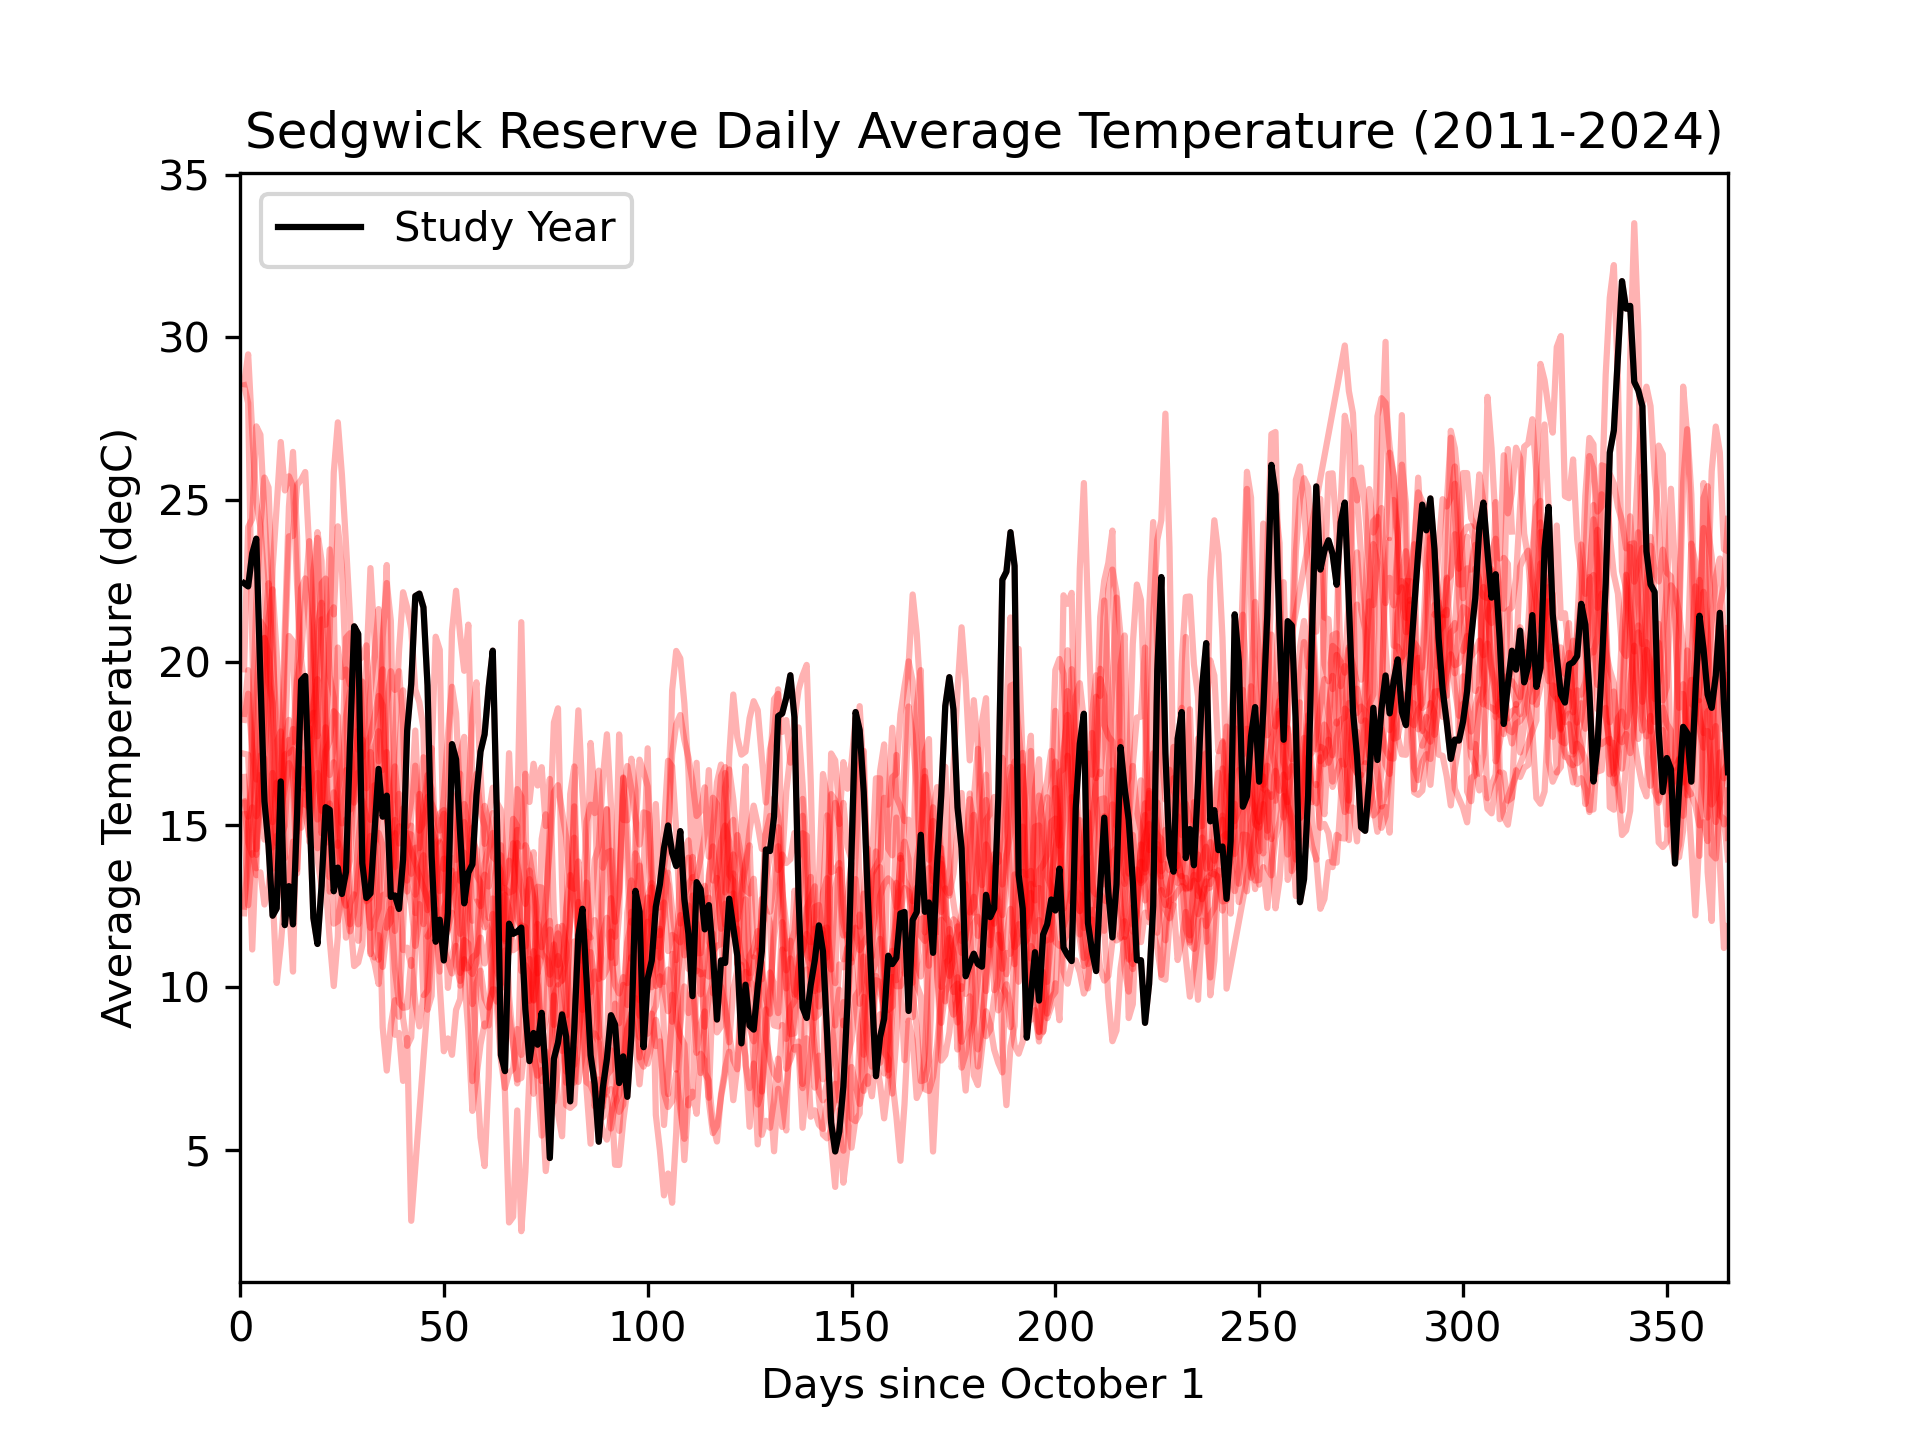 Sedgwick Reserve Daily Average Temperature (2011-2024)
Study Year
Average Temperature (degC)
35
30
25
20
15
10
5
0 50 100 150 200 250 300 350
Days since October 1